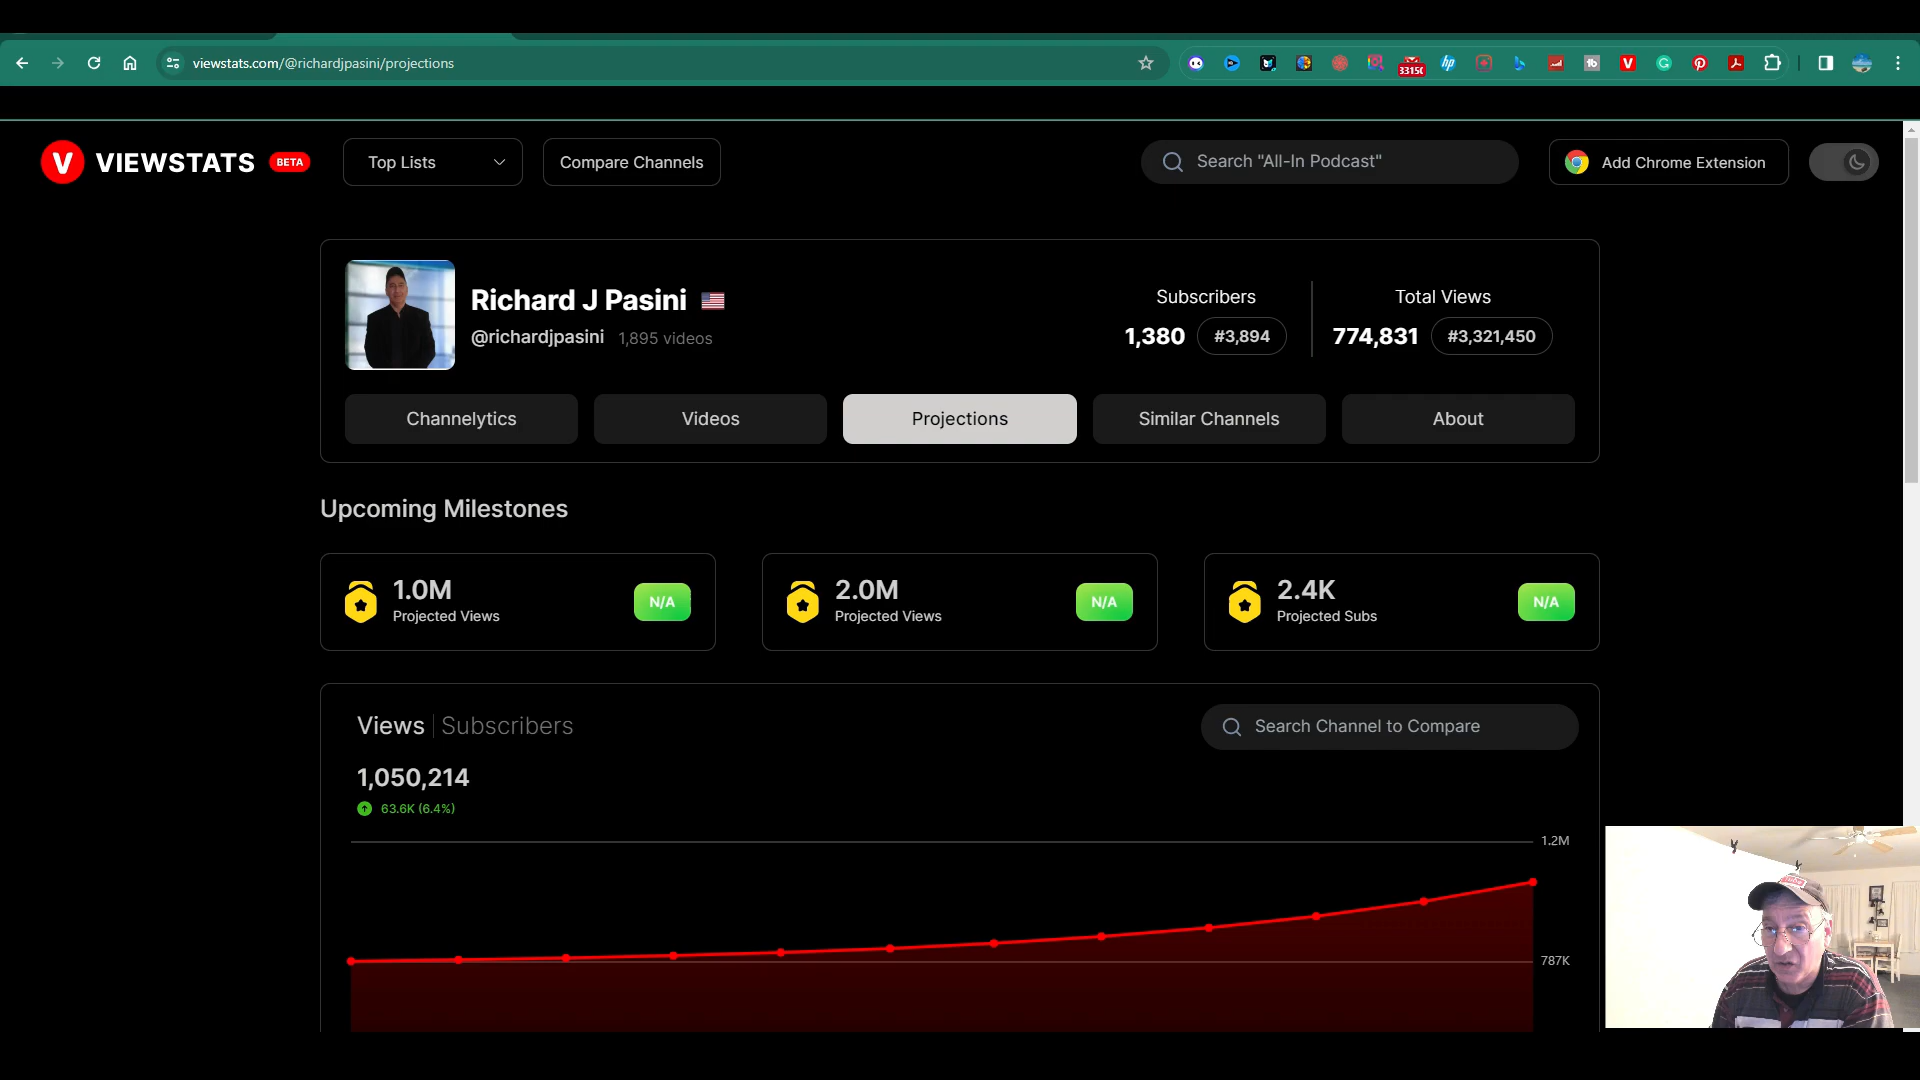 viewstats.com/@richardjpasini/projections
33150
VIEWSTATS BETA
Top Lists
Compare Channels
Search "All-In Podcast"
Add Chrome Extension
Richard J Pasini
@richardjpasini 1,895 videos
Subscribers
1,380 #3,894
Total Views
774,831 #3,321,450
Channelytics
Videos
Projections
Similar Channels
About
Upcoming Milestones
1.0M
Projected Views
N/A
2.0M
Projected Views
N/A
2.4K
Projected Subs
N/A
Views | Subscribers
Search Channel to Compare
1,050,214
63.6K (6.4%)
1.2M
787K